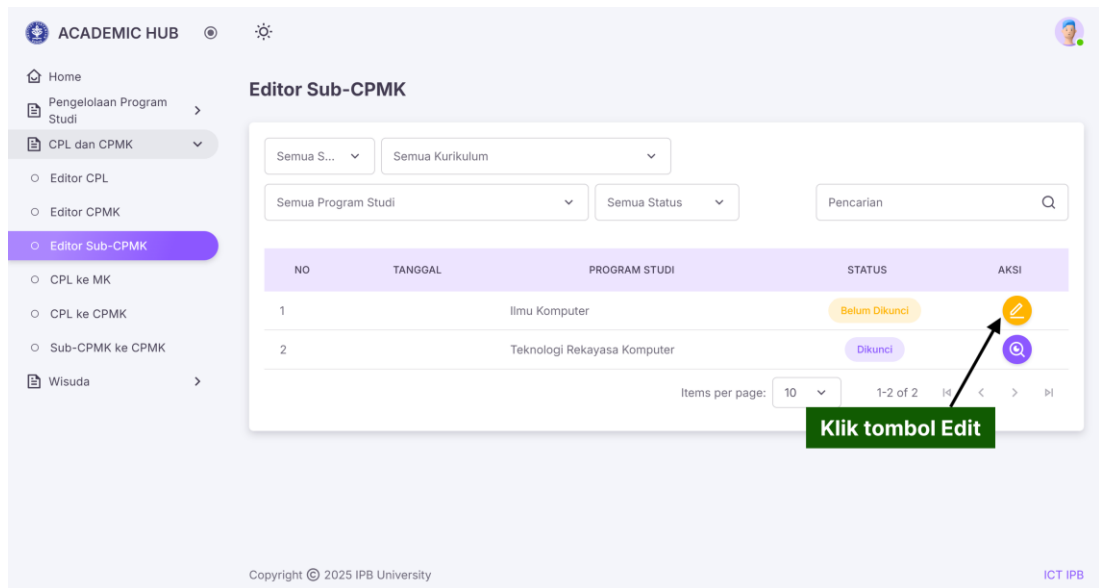 ACADEMIC HUB
Home
Pengelolaan Program
Studi
CPL dan CPMK
Editor CPL
Editor CPMK
Editor Sub-CPMK
CPL ke MK
CPL ke CPMK
Sub-CPMK ke CPMK
Wisuda
Editor Sub-CPMK
Semua S... Semua Kurikulum
Semua Program Studi Semua Status Pencarian
NO TANGGAL PROGRAM STUDI STATUS AKSI
1 Ilmu Komputer Belum Dikunci
2 Teknologi Rekayasa Komputer Dikunci
Items per page: 10 1-2 of 2
Klik tombol Edit
Copyright © 2025 IPB University ICT IPB